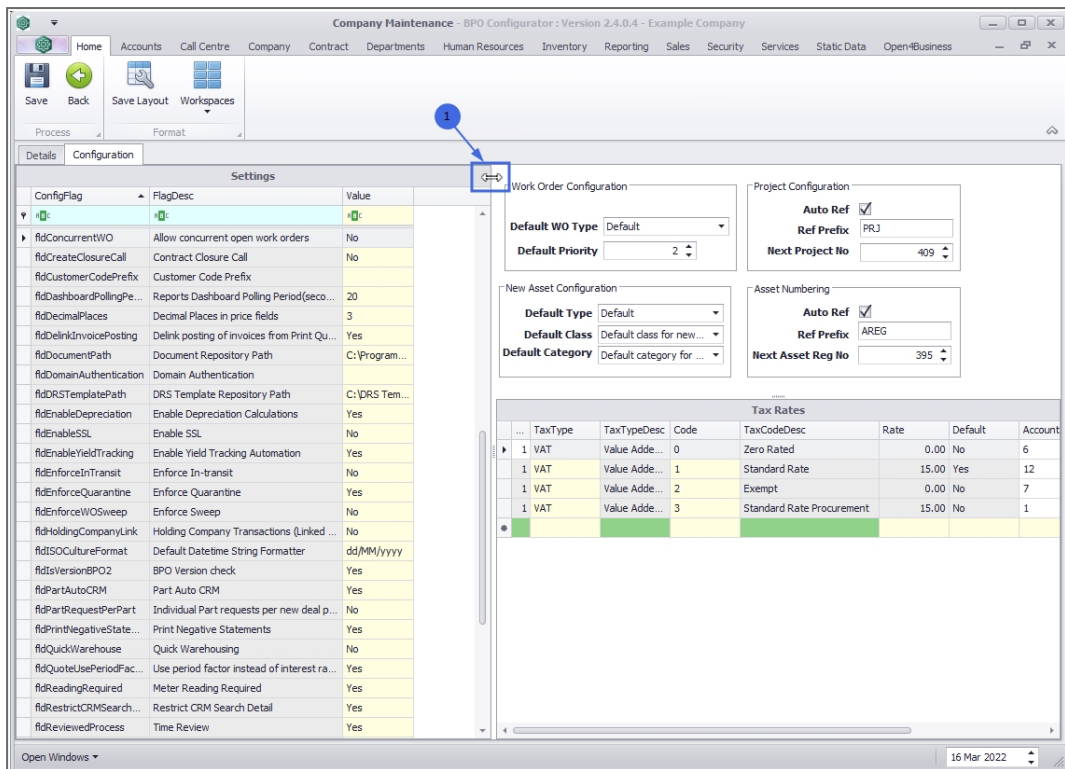 Company Maintenance - BPO Configurator : Version 2.4.0.4 - Example Company
Home Accounts Call Centre Company Contract Departments Human Resources Inventory Reporting Sales Security Services Static Data Open4Business
Save Back Save Layout Workspaces
Process Format
1
Details Configuration
Settings
ConfigFlag FlagDesc Value
fldConcurrentWO Allow concurrent open work orders No
fldCreateClosureCall Contract Closure Call No
fldCustomerCodePrefix Customer Code Prefix
fldDashboardPollingPe... Reports Dashboard Polling Period(seco... 20
fldDecimalPlaces Decimal Places in price fields 3
fldDelinkInvoicePosting Delink posting of invoices from Print Qu... Yes
fldDocumentPath Document Repository Path C:\Program...
fldDomainAuthentication Domain Authentication
fldDRSTemplatePath DRS Template Repository Path C:\DRS Tem...
fldEnableDepreciation Enable Depreciation Calculations Yes
fldEnableSSL Enable SSL No
fldEnableYieldTracking Enable Yield Tracking Automation Yes
fldEnforceInTransit Enforce In-transit No
fldEnforceQuarantine Enforce Quarantine Yes
fldEnforceWOSweep Enforce Sweep No
fldHoldingCompanyLink Holding Company Transactions (Linked ... No
fldISOCultureFormat Default Datetime String Formatter dd/MM/yyyy
fldIsVersionBPO2 BPO Version check Yes
fldPartAutoCRM Part Auto CRM Yes
fldPartRequestPerPart Individual Part requests per new deal p... No
fldPrintNegativeState... Print Negative Statements Yes
fldQuickWarehouse Quick Warehousing No
fldQuoteUsePeriodFac... Use period factor instead of interest ra... Yes
fldReadingRequired Meter Reading Required Yes
fldRestrictCRMSearch... Restrict CRM Search Detail Yes
fldReviewedProcess Time Review Yes
Work Order Configuration
Default WO Type Default
Default Priority 2
Project Configuration
Auto Ref
Ref Prefix PRJ
Next Project No 409
New Asset Configuration
Default Type Default
Default Class Default class for new...
Default Category Default category for ...
Asset Numbering
Auto Ref
Ref Prefix AREG
Next Asset Reg No 395
Tax Rates
... TaxType TaxTypeDesc Code TaxCodeDesc Rate Default Account
1 VAT Value Adde... 0 Zero Rated 0.00 No 6
1 VAT Value Adde... 1 Standard Rate 15.00 Yes 12
1 VAT Value Adde... 2 Exempt 0.00 No 7
1 VAT Value Adde... 3 Standard Rate Procurement 15.00 No 1
Open Windows 16 Mar 2022